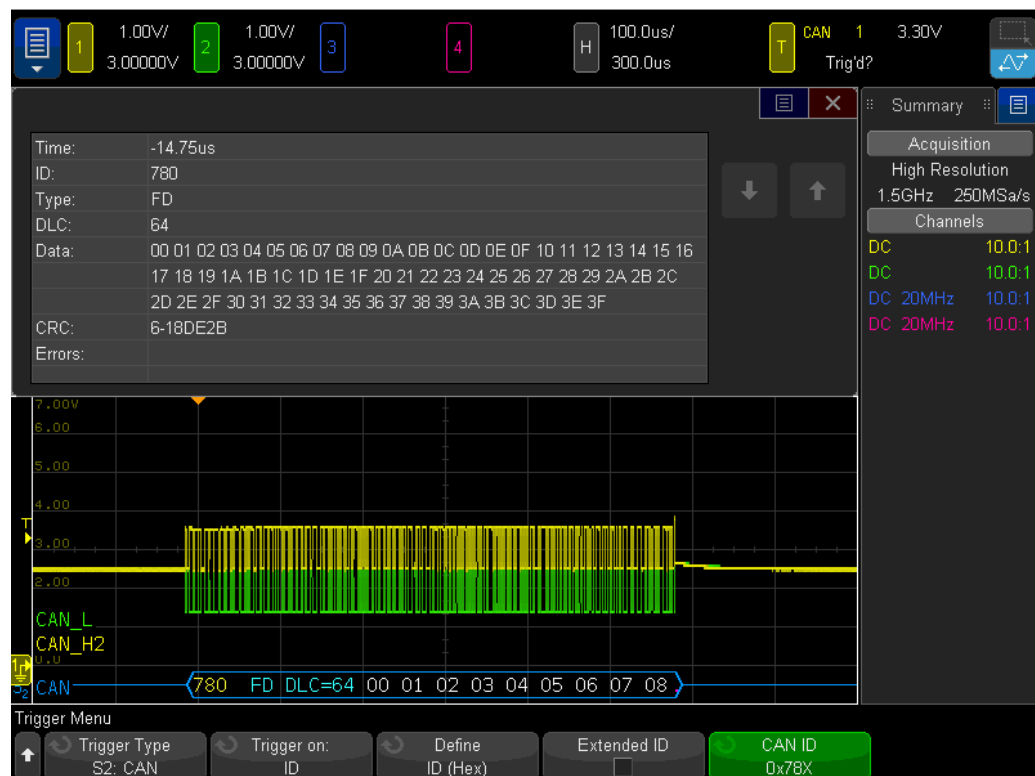 1 1.00V/ 3.00000V 2 1.00V/ 3.00000V 3 4 H 100.0us/ 300.0us T CAN 1 3.30V Trig'd?
Summary
Time: -14.75us
ID: 780
Type: FD
DLC: 64
Data: 00 01 02 03 04 05 06 07 08 09 0A 0B 0C 0D 0E 0F 10 11 12 13 14 15 16
17 18 19 1A 1B 1C 1D 1E 1F 20 21 22 23 24 25 26 27 28 29 2A 2B 2C
2D 2E 2F 30 31 32 33 34 35 36 37 38 39 3A 3B 3C 3D 3E 3F
CRC: 6-18DE2B
Errors:
Acquisition
High Resolution
1.5GHz 250MSa/s
Channels
DC 10.0:1
DC 10.0:1
DC 20MHz 10.0:1
DC 20MHz 10.0:1
7.00V
6.00
5.00
4.00
T
3.00
2.00
CAN_L
CAN_H2
0.0
S2 CAN 780 FD DLC=64 00 01 02 03 04 05 06 07 08
Trigger Menu
Trigger Type
S2: CAN
Trigger on:
ID
Define
ID (Hex)
Extended ID
CAN ID
0x78X